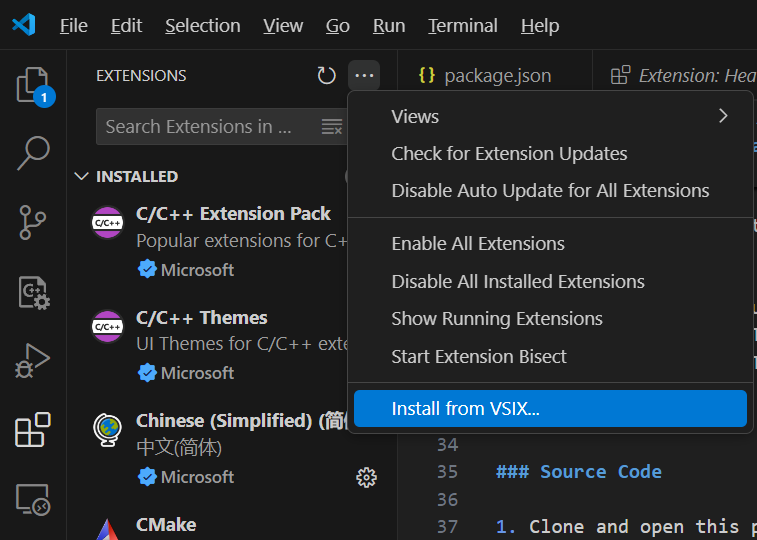 File Edit Selection View Go Run Terminal Help
EXTENSIONS
{} package.json
Extension: Hea
1
Search Extensions in ...
INSTALLED
C/C++
C/C++ Extension Pack
Popular extensions for C+
Microsoft
C/C++
C/C++ Themes
UI Themes for C/C++ exte
Microsoft
Chinese (Simplified) (简体
中文(简体)
Microsoft
CMake
Views
Check for Extension Updates
Disable Auto Update for All Extensions
Enable All Extensions
Disable All Installed Extensions
Show Running Extensions
Start Extension Bisect
Install from VSIX...
34
35 ### Source Code
36
37 1. Clone and open this p